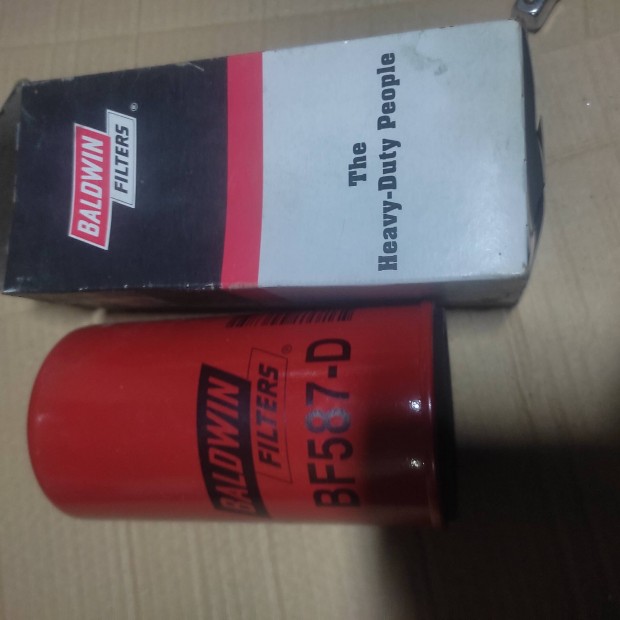 BALDWIN
FILTERS
®
The
Heavy-Duty People
BALDWIN
FILTERS
®
BF587-D